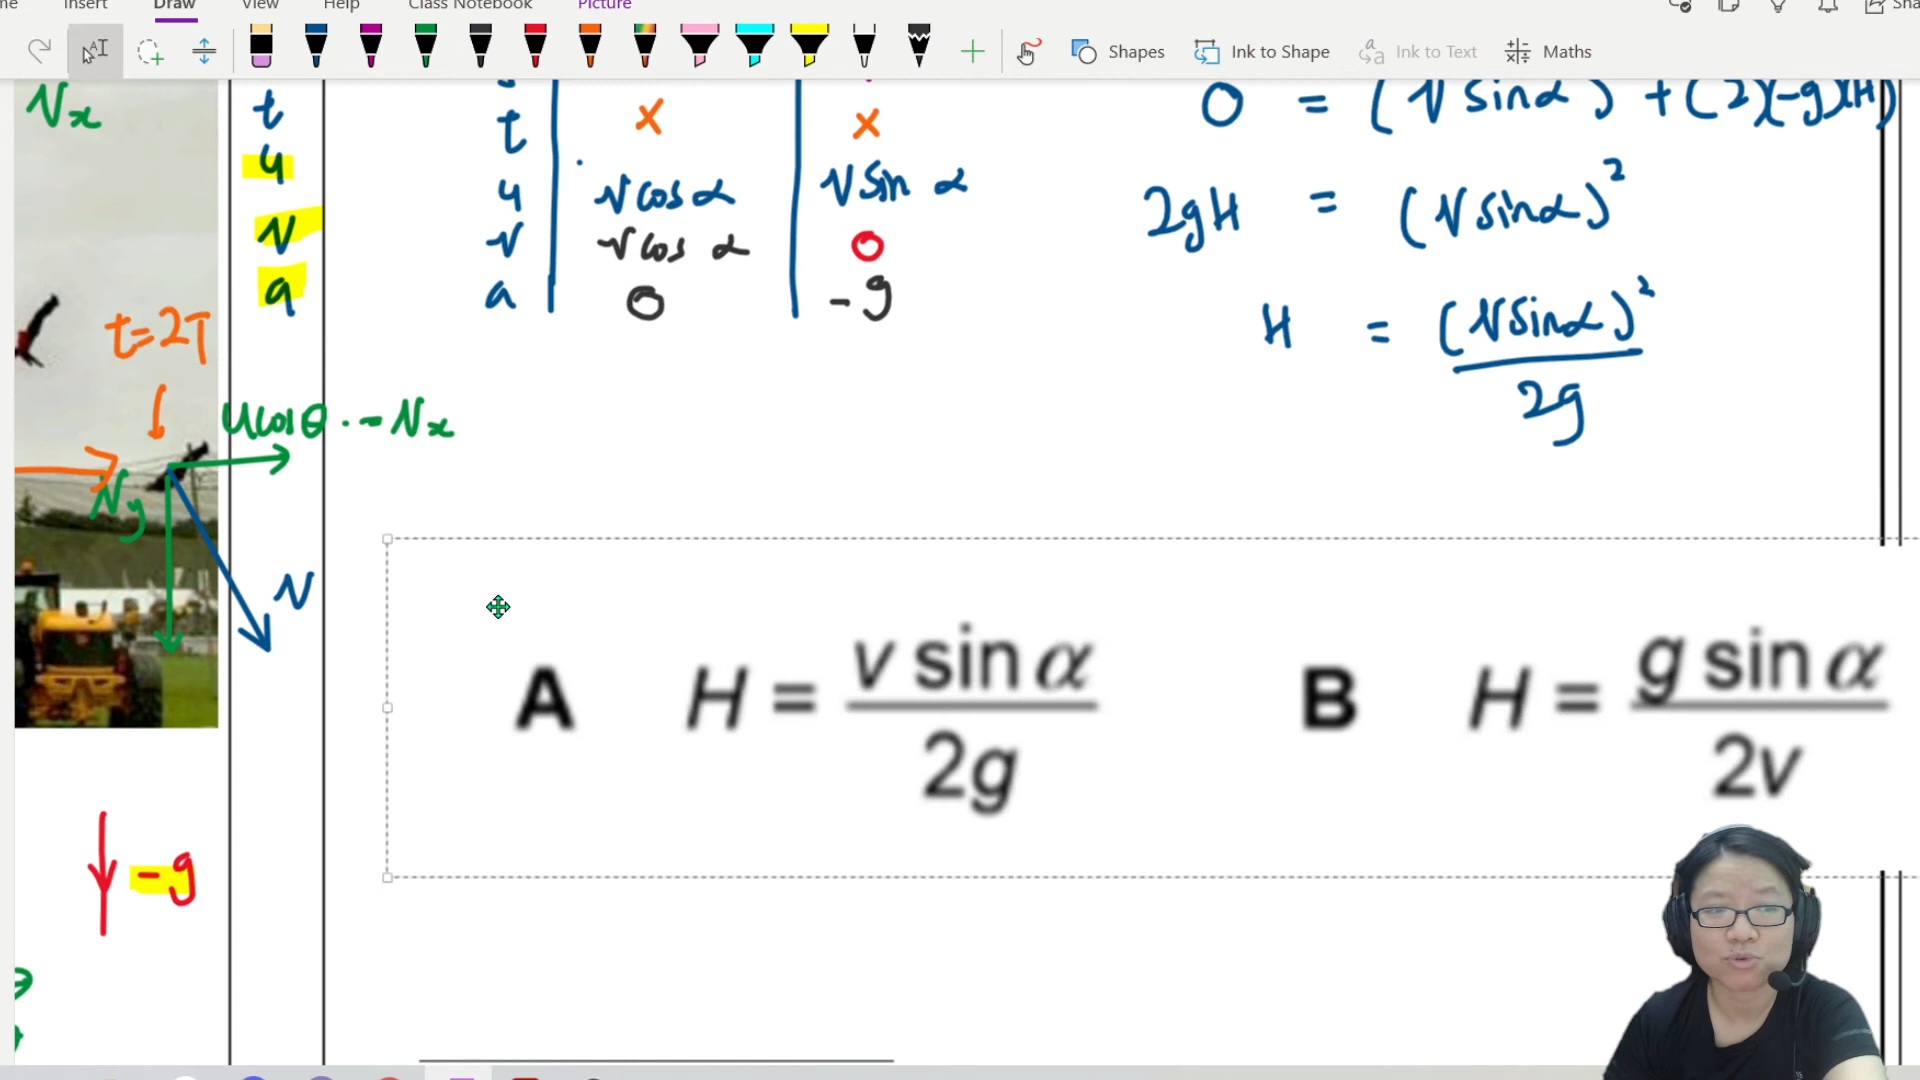 Insert Draw View Help Class Notebook Picture
Shapes Ink to Shape Ink to Text Maths
Vx
t
u
v
a
t x x
u v cos α v sin α
v v cos α 0
a 0 -g
0 = (v sin α) + (2)(-g)(H)
2gH = (v sin α)²
H = (v sin α)²
2g
t=2T
u cos θ -- Vx
Vy
v
-g
A H = v sin α / 2g
B H = g sin α / 2v